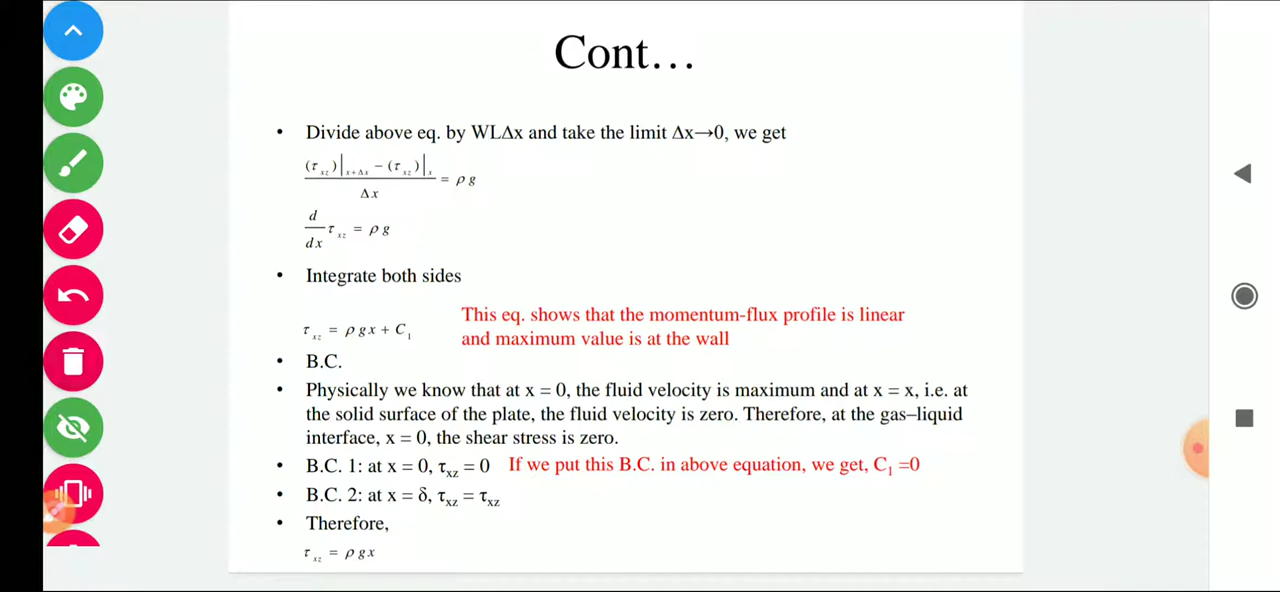 Cont…
• Divide above eq. by WLΔx and take the limit Δx→0, we get
(τxz)|x+Δx − (τxz)|x
Δx
= ρg
d
dx
τxz = ρg
• Integrate both sides
τxz = ρgx + C1
This eq. shows that the momentum-flux profile is linear
and maximum value is at the wall
• B.C.
• Physically we know that at x = 0, the fluid velocity is maximum and at x = x, i.e. at
the solid surface of the plate, the fluid velocity is zero. Therefore, at the gas–liquid
interface, x = 0, the shear stress is zero.
• B.C. 1: at x = 0, τxz = 0 If we put this B.C. in above equation, we get, C1 =0
• B.C. 2: at x = δ, τxz = τxz
• Therefore,
τxz = ρgx